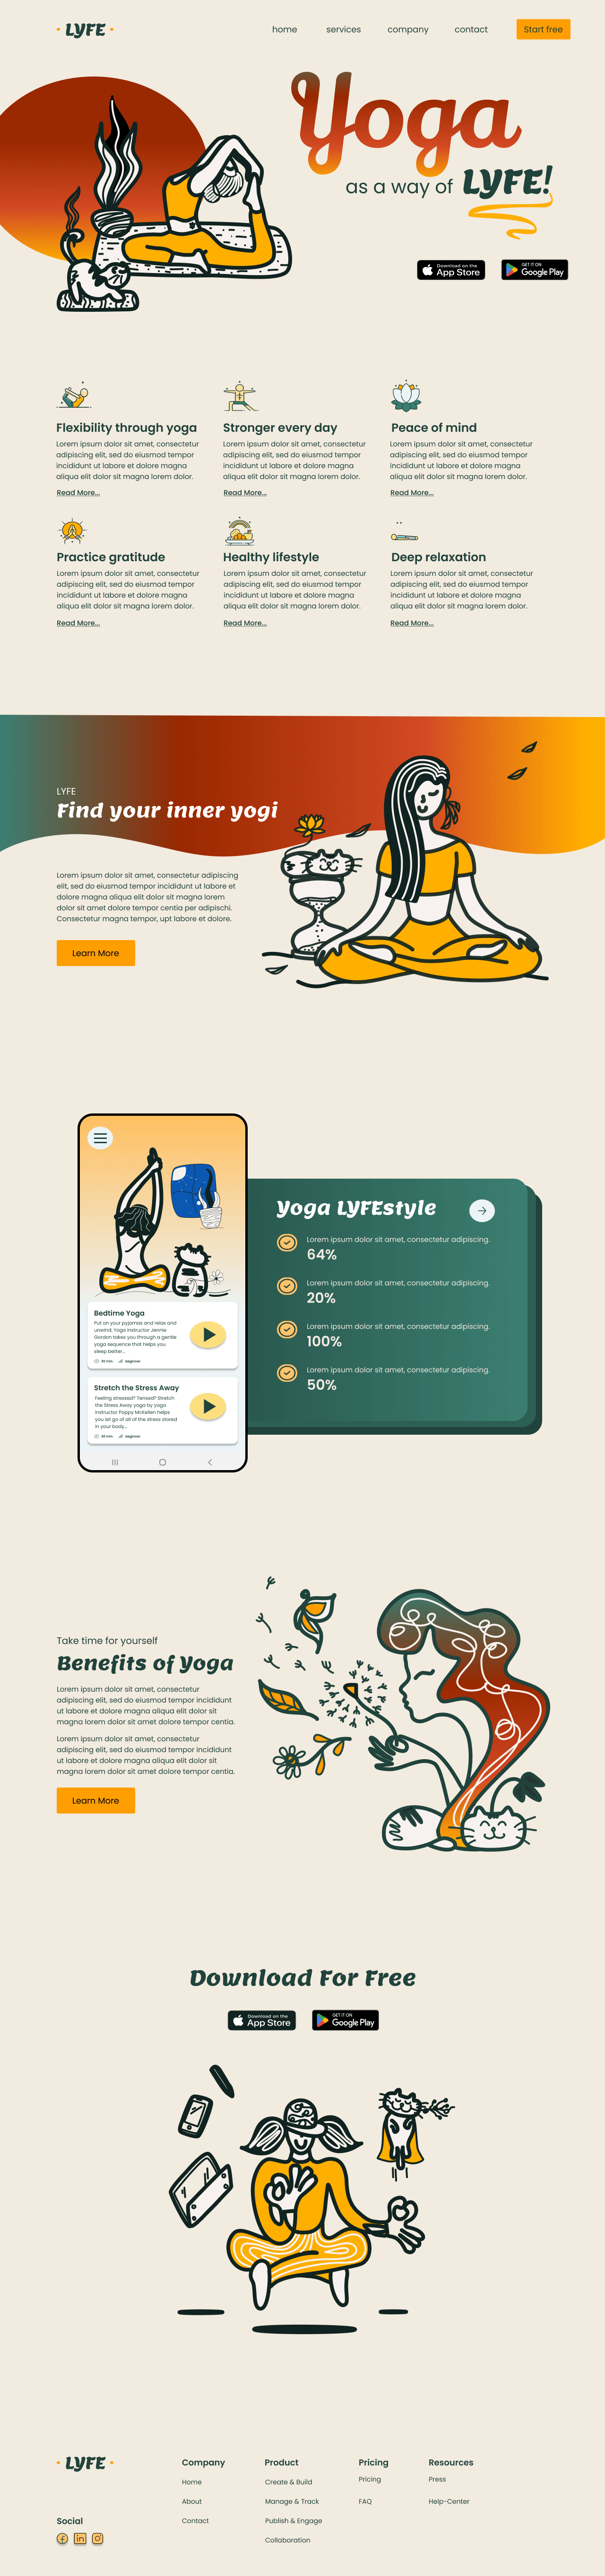 LYFE
home services company contact Start free
Yoga
as a way of LYFE!
Download on the
App Store
GET IT ON
Google Play
Flexibility through yoga
Lorem ipsum dolor sit amet, consectetur
adipiscing elit, sed do eiusmod tempor
incididunt ut labore et dolore magna
aliqua elit dolor sit magna lorem dolor.
Read More...
Stronger every day
Lorem ipsum dolor sit amet, consectetur
adipiscing elit, sed do eiusmod tempor
incididunt ut labore et dolore magna
aliqua elit dolor sit magna lorem dolor.
Read More...
Peace of mind
Lorem ipsum dolor sit amet, consectetur
adipiscing elit, sed do eiusmod tempor
incididunt ut labore et dolore magna
aliqua elit dolor sit magna lorem dolor.
Read More...
Practice gratitude
Lorem ipsum dolor sit amet, consectetur
adipiscing elit, sed do eiusmod tempor
incididunt ut labore et dolore magna
aliqua elit dolor sit magna lorem dolor.
Read More...
Healthy lifestyle
Lorem ipsum dolor sit amet, consectetur
adipiscing elit, sed do eiusmod tempor
incididunt ut labore et dolore magna
aliqua elit dolor sit magna lorem dolor.
Read More...
Deep relaxation
Lorem ipsum dolor sit amet, consectetur
adipiscing elit, sed do eiusmod tempor
incididunt ut labore et dolore magna
aliqua elit dolor sit magna lorem dolor.
Read More...
LYFE
Find your inner yogi
Lorem ipsum dolor sit amet, consectetur adipiscing
elit, sed do eiusmod tempor incididunt ut labore et
dolore magna aliqua elit dolor sit magna lorem
dolor sit amet dolore tempor centia per adipischi.
Consectetur magna tempor, upt labore et dolore.
Learn More
Bedtime Yoga
Put on your pyjamas and relax and
unwind. Yoga Instructor Jennie
Gordon takes you through a gentle
yoga sequence that helps you
sleep better...
30 min Beginner
Stretch the Stress Away
Feeling stressed? Tensed? Stretch
the Stress Away yoga by yoga
instructor Poppy McKellen helps
you let go of all of the stress stored
in your body...
10 min Beginner
Yoga LYFEstyle
Lorem ipsum dolor sit amet, consectetur adipiscing.
64%
Lorem ipsum dolor sit amet, consectetur adipiscing.
20%
Lorem ipsum dolor sit amet, consectetur adipiscing.
100%
Lorem ipsum dolor sit amet, consectetur adipiscing.
50%
Take time for yourself
Benefits of Yoga
Lorem ipsum dolor sit amet, consectetur
adipiscing elit, sed do eiusmod tempor incididunt
ut labore et dolore magna aliqua elit dolor sit
magna lorem dolor sit amet dolore tempor centia.
Lorem ipsum dolor sit amet, consectetur
adipiscing elit, sed do eiusmod tempor incididunt
ut labore et dolore magna aliqua elit dolor sit
magna lorem dolor sit amet dolore tempor centia.
Learn More
Download For Free
Download on the
App Store
GET IT ON
Google Play
LYFE
Social
Company
Home
About
Contact
Product
Create & Build
Manage & Track
Publish & Engage
Collaboration
Pricing
Pricing
FAQ
Resources
Press
Help-Center